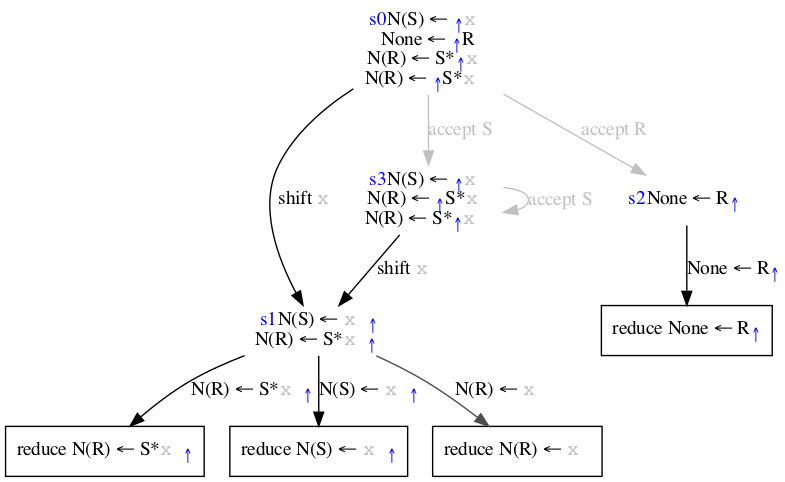 s0N(S) ← ↑x
None ← ↑R
N(R) ← S*↑x
N(R) ← ↑S*x
accept S
accept R
shift x
s3N(S) ← ↑x
N(R) ← ↑S*x
N(R) ← S*↑x
accept S
s2None ← R↑
shift x
None ← R↑
s1N(S) ← x ↑
N(R) ← S*x ↑
reduce None ← R↑
N(R) ← S*x ↑
N(S) ← x ↑
N(R) ← x
reduce N(R) ← S*x ↑
reduce N(S) ← x ↑
reduce N(R) ← x